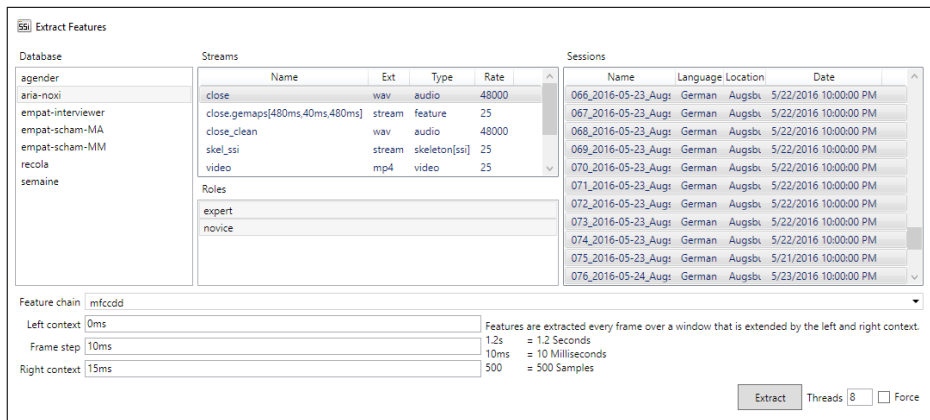 SSi Extract Features
Database
agender
aria-noxi
empat-interviewer
empat-scham-MA
empat-scham-MM
recola
semaine
Streams
Name Ext Type Rate
close wav audio 48000
close.gemaps[480ms,40ms,480ms] stream feature 25
close_clean wav audio 48000
skel_ssi stream skeleton[ssi] 25
video mp4 video 25
Roles
expert
novice
Sessions
Name Language Location Date
066_2016-05-23_Augs German Augsbu 5/22/2016 10:00:00 PM
067_2016-05-23_Augs German Augsbu 5/22/2016 10:00:00 PM
068_2016-05-23_Augs German Augsbu 5/22/2016 10:00:00 PM
069_2016-05-23_Augs German Augsbu 5/22/2016 10:00:00 PM
070_2016-05-23_Augs German Augsbu 5/22/2016 10:00:00 PM
071_2016-05-23_Augs German Augsbu 5/22/2016 10:00:00 PM
072_2016-05-23_Augs German Augsbu 5/22/2016 10:00:00 PM
073_2016-05-23_Augs German Augsbu 5/22/2016 10:00:00 PM
074_2016-05-23_Augs German Augsbu 5/22/2016 10:00:00 PM
075_2016-05-23_Augs German Augsbu 5/21/2016 10:00:00 PM
076_2016-05-24_Augs German Augsbu 5/23/2016 10:00:00 PM
Feature chain mfccdd
Left context 0ms
Frame step 10ms
Right context 15ms
Features are extracted every frame over a window that is extended by the left and right context.
1.2s = 1.2 Seconds
10ms = 10 Milliseconds
500 = 500 Samples
Extract Threads 8 Force